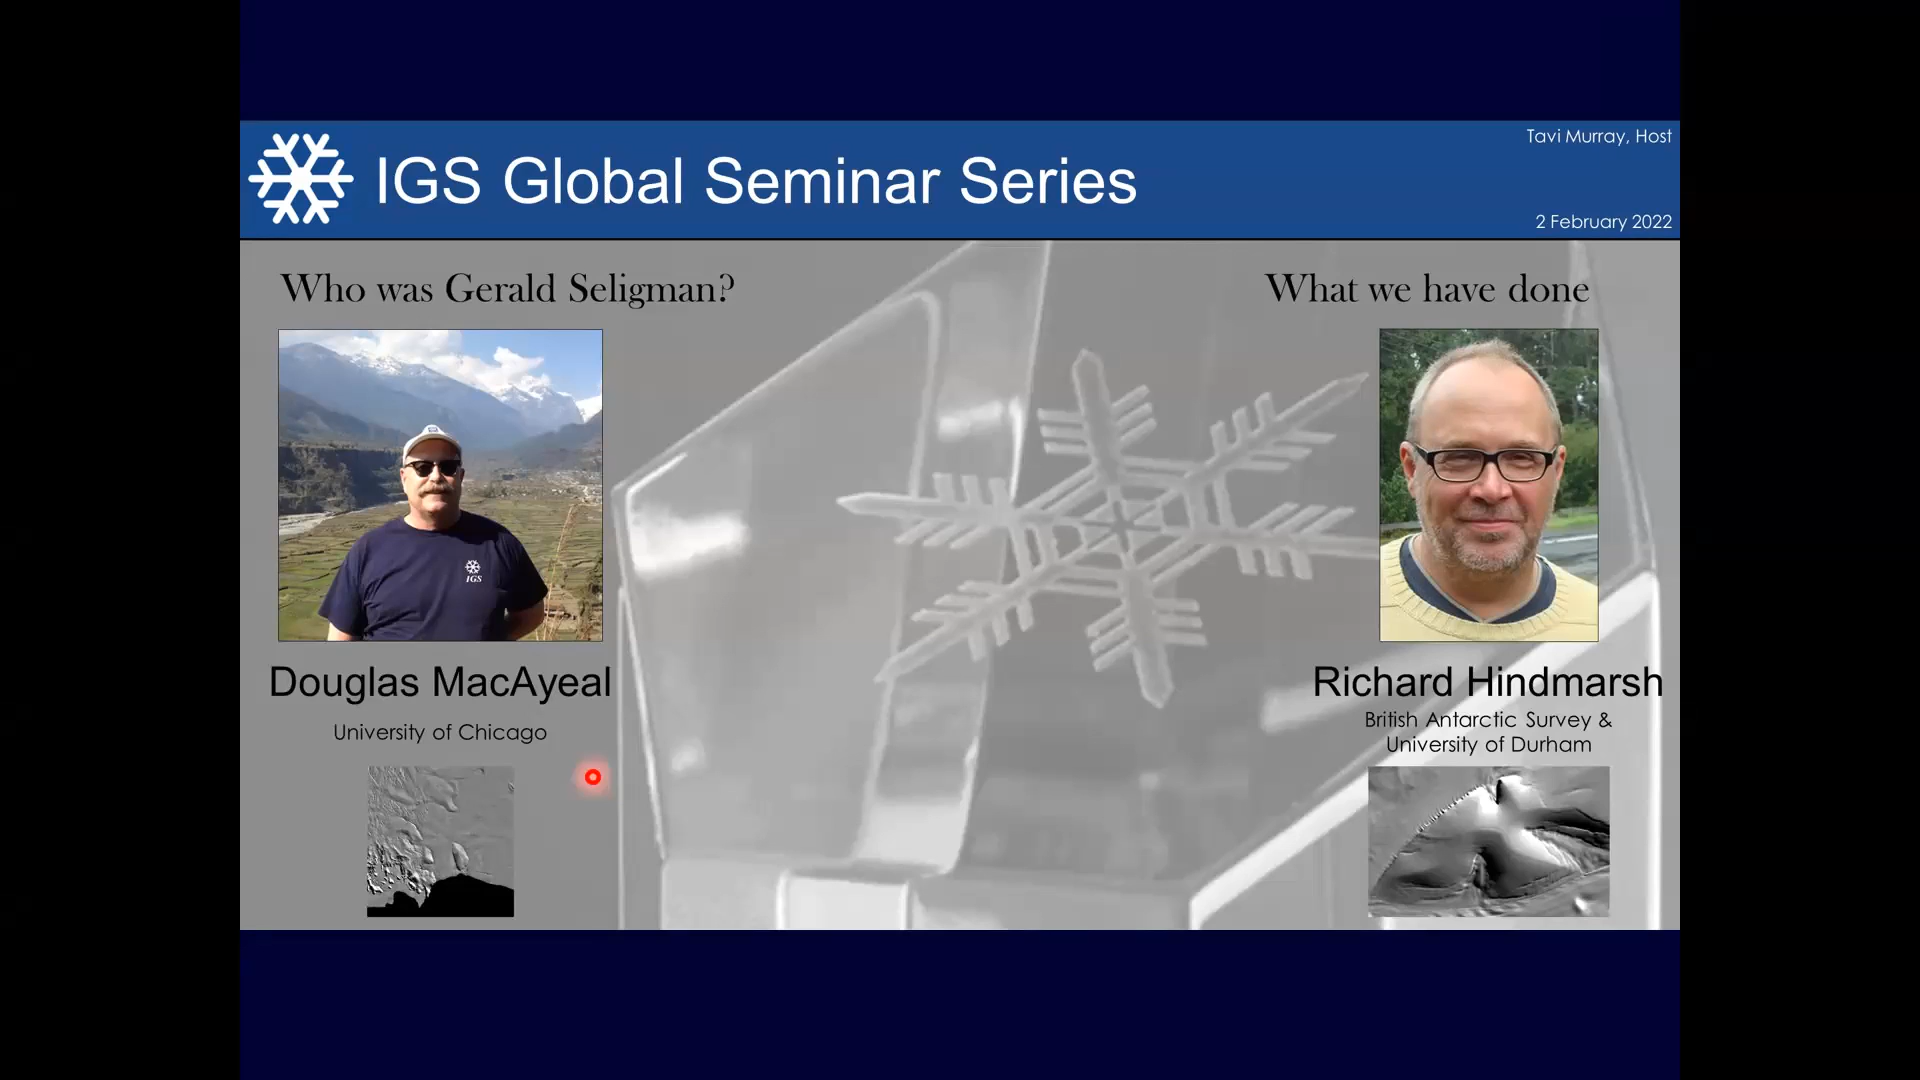 IGS Global Seminar Series
Tavi Murray, Host
2 February 2022
Who was Gerald Seligman?
IGS
Douglas MacAyeal
University of Chicago
What we have done
Richard Hindmarsh
British Antarctic Survey &
University of Durham